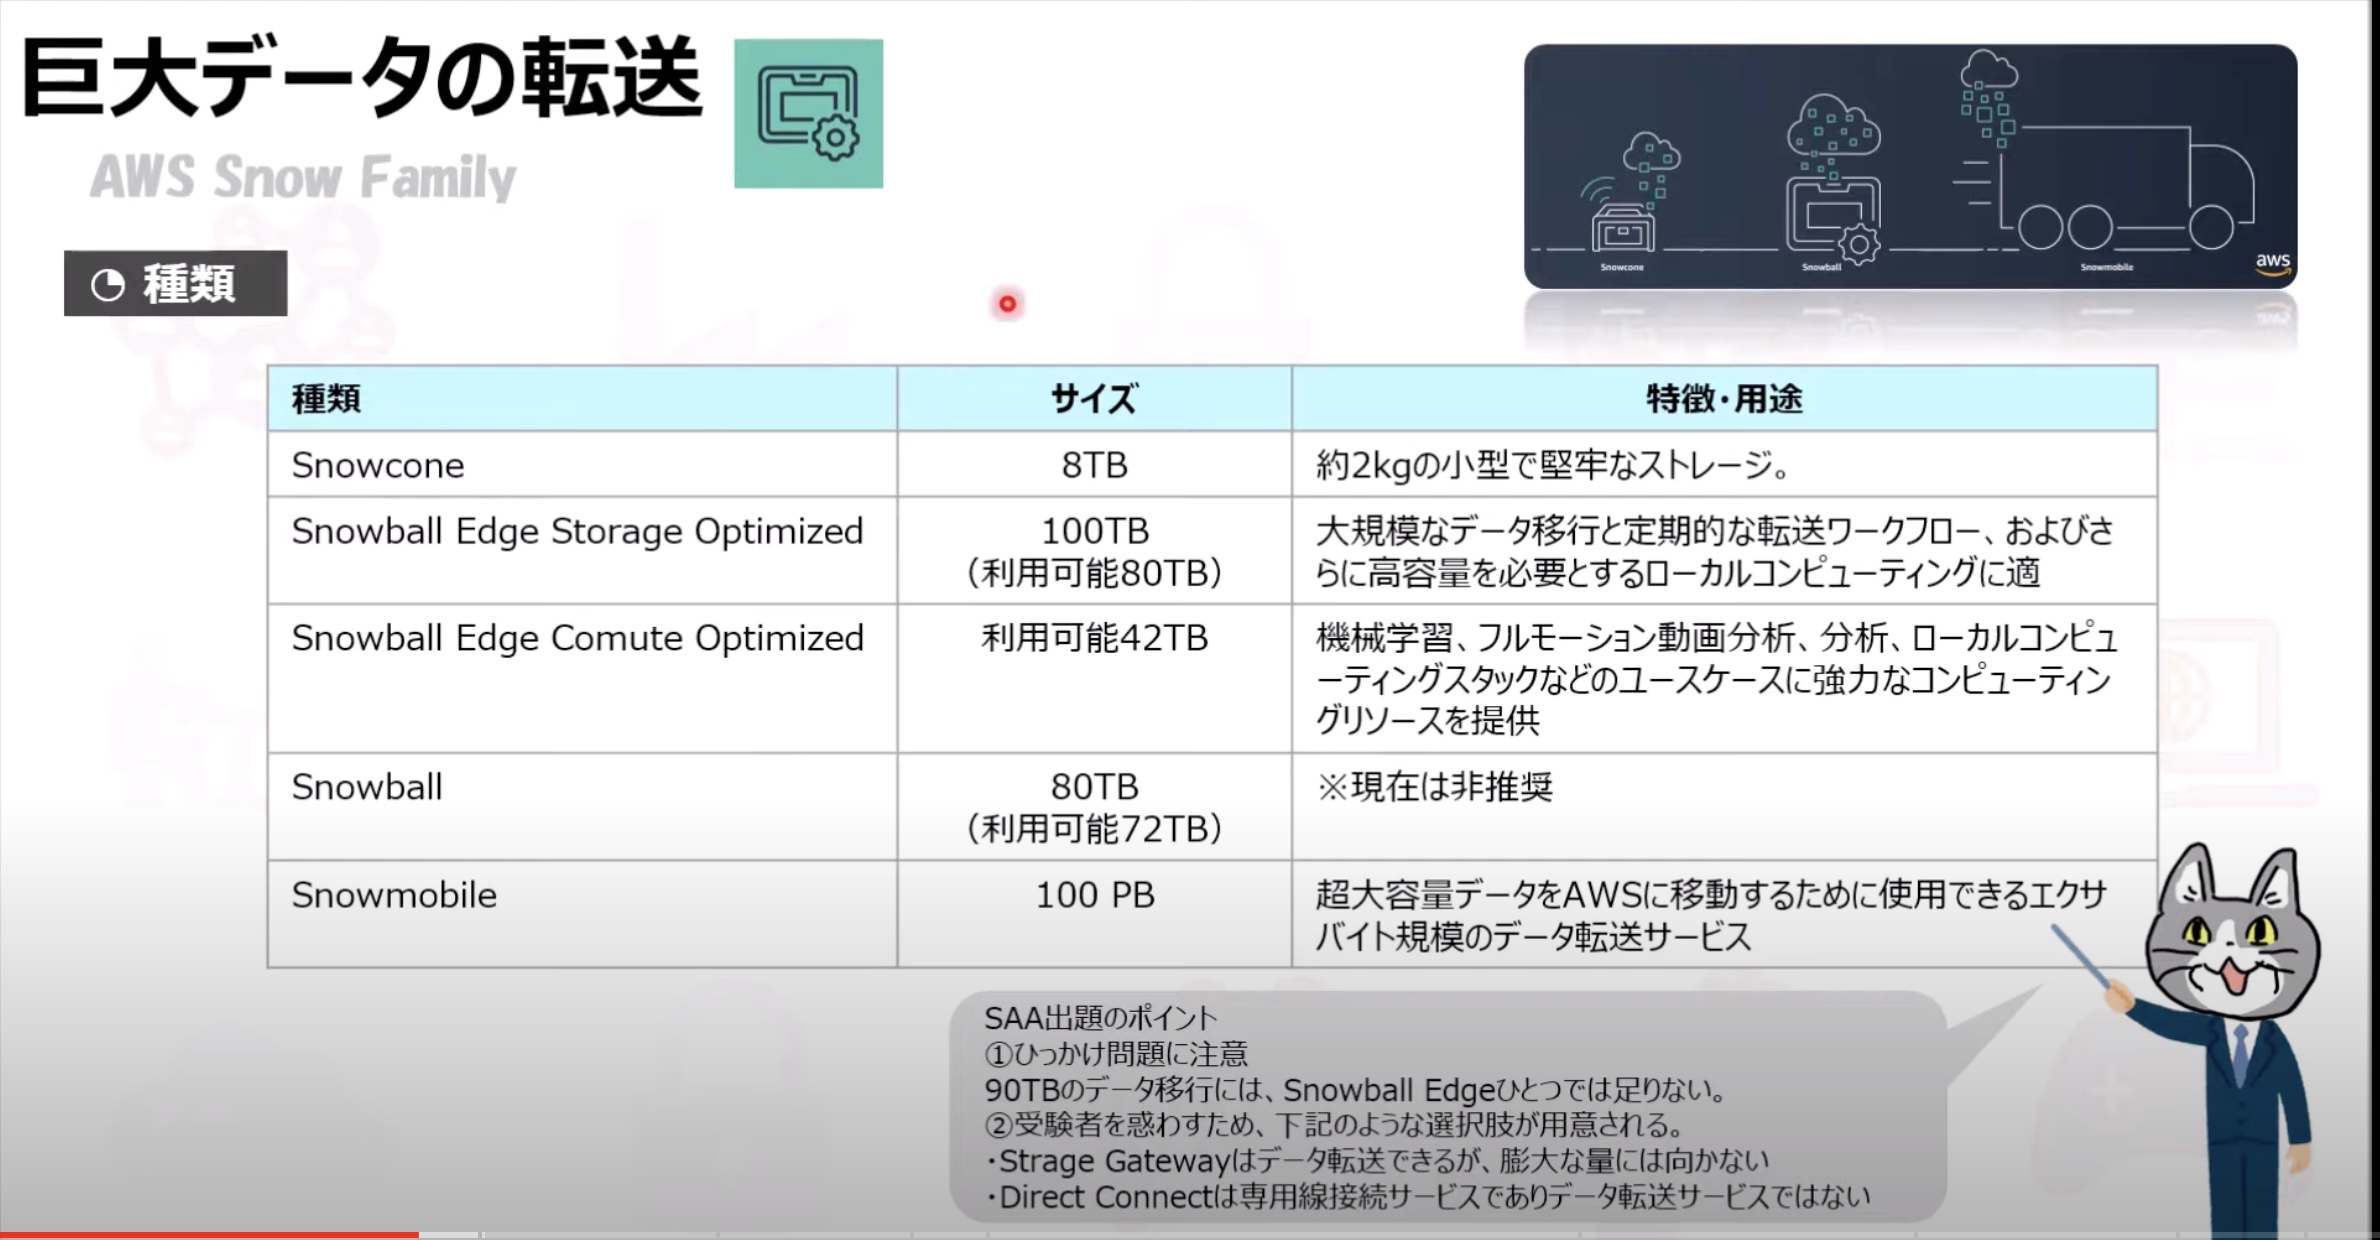 巨大データの転送
AWS Snow Family
種類
Snowcone
Snowball
Snowmobile
aws
種類 サイズ 特徴・用途
Snowcone 8TB 約2kgの小型で堅牢なストレージ。
Snowball Edge Storage Optimized 100TB 大規模なデータ移行と定期的な転送ワークフロー、およびさ
（利用可能80TB） らに高容量を必要とするローカルコンピューティングに適
Snowball Edge Comute Optimized 利用可能42TB 機械学習、フルモーション動画分析、分析、ローカルコンピュ
ーティングスタックなどのユースケースに強力なコンピューティン
グリソースを提供
Snowball 80TB ※現在は非推奨
（利用可能72TB）
Snowmobile 100 PB 超大容量データをAWSに移動するために使用できるエクサ
バイト規模のデータ転送サービス
SAA出題のポイント
①ひっかけ問題に注意
90TBのデータ移行には、Snowball Edgeひとつでは足りない。
②受験者を惑わすため、下記のような選択肢が用意される。
・Strage Gatewayはデータ転送できるが、膨大な量には向かない
・Direct Connectは専用線接続サービスでありデータ転送サービスではない